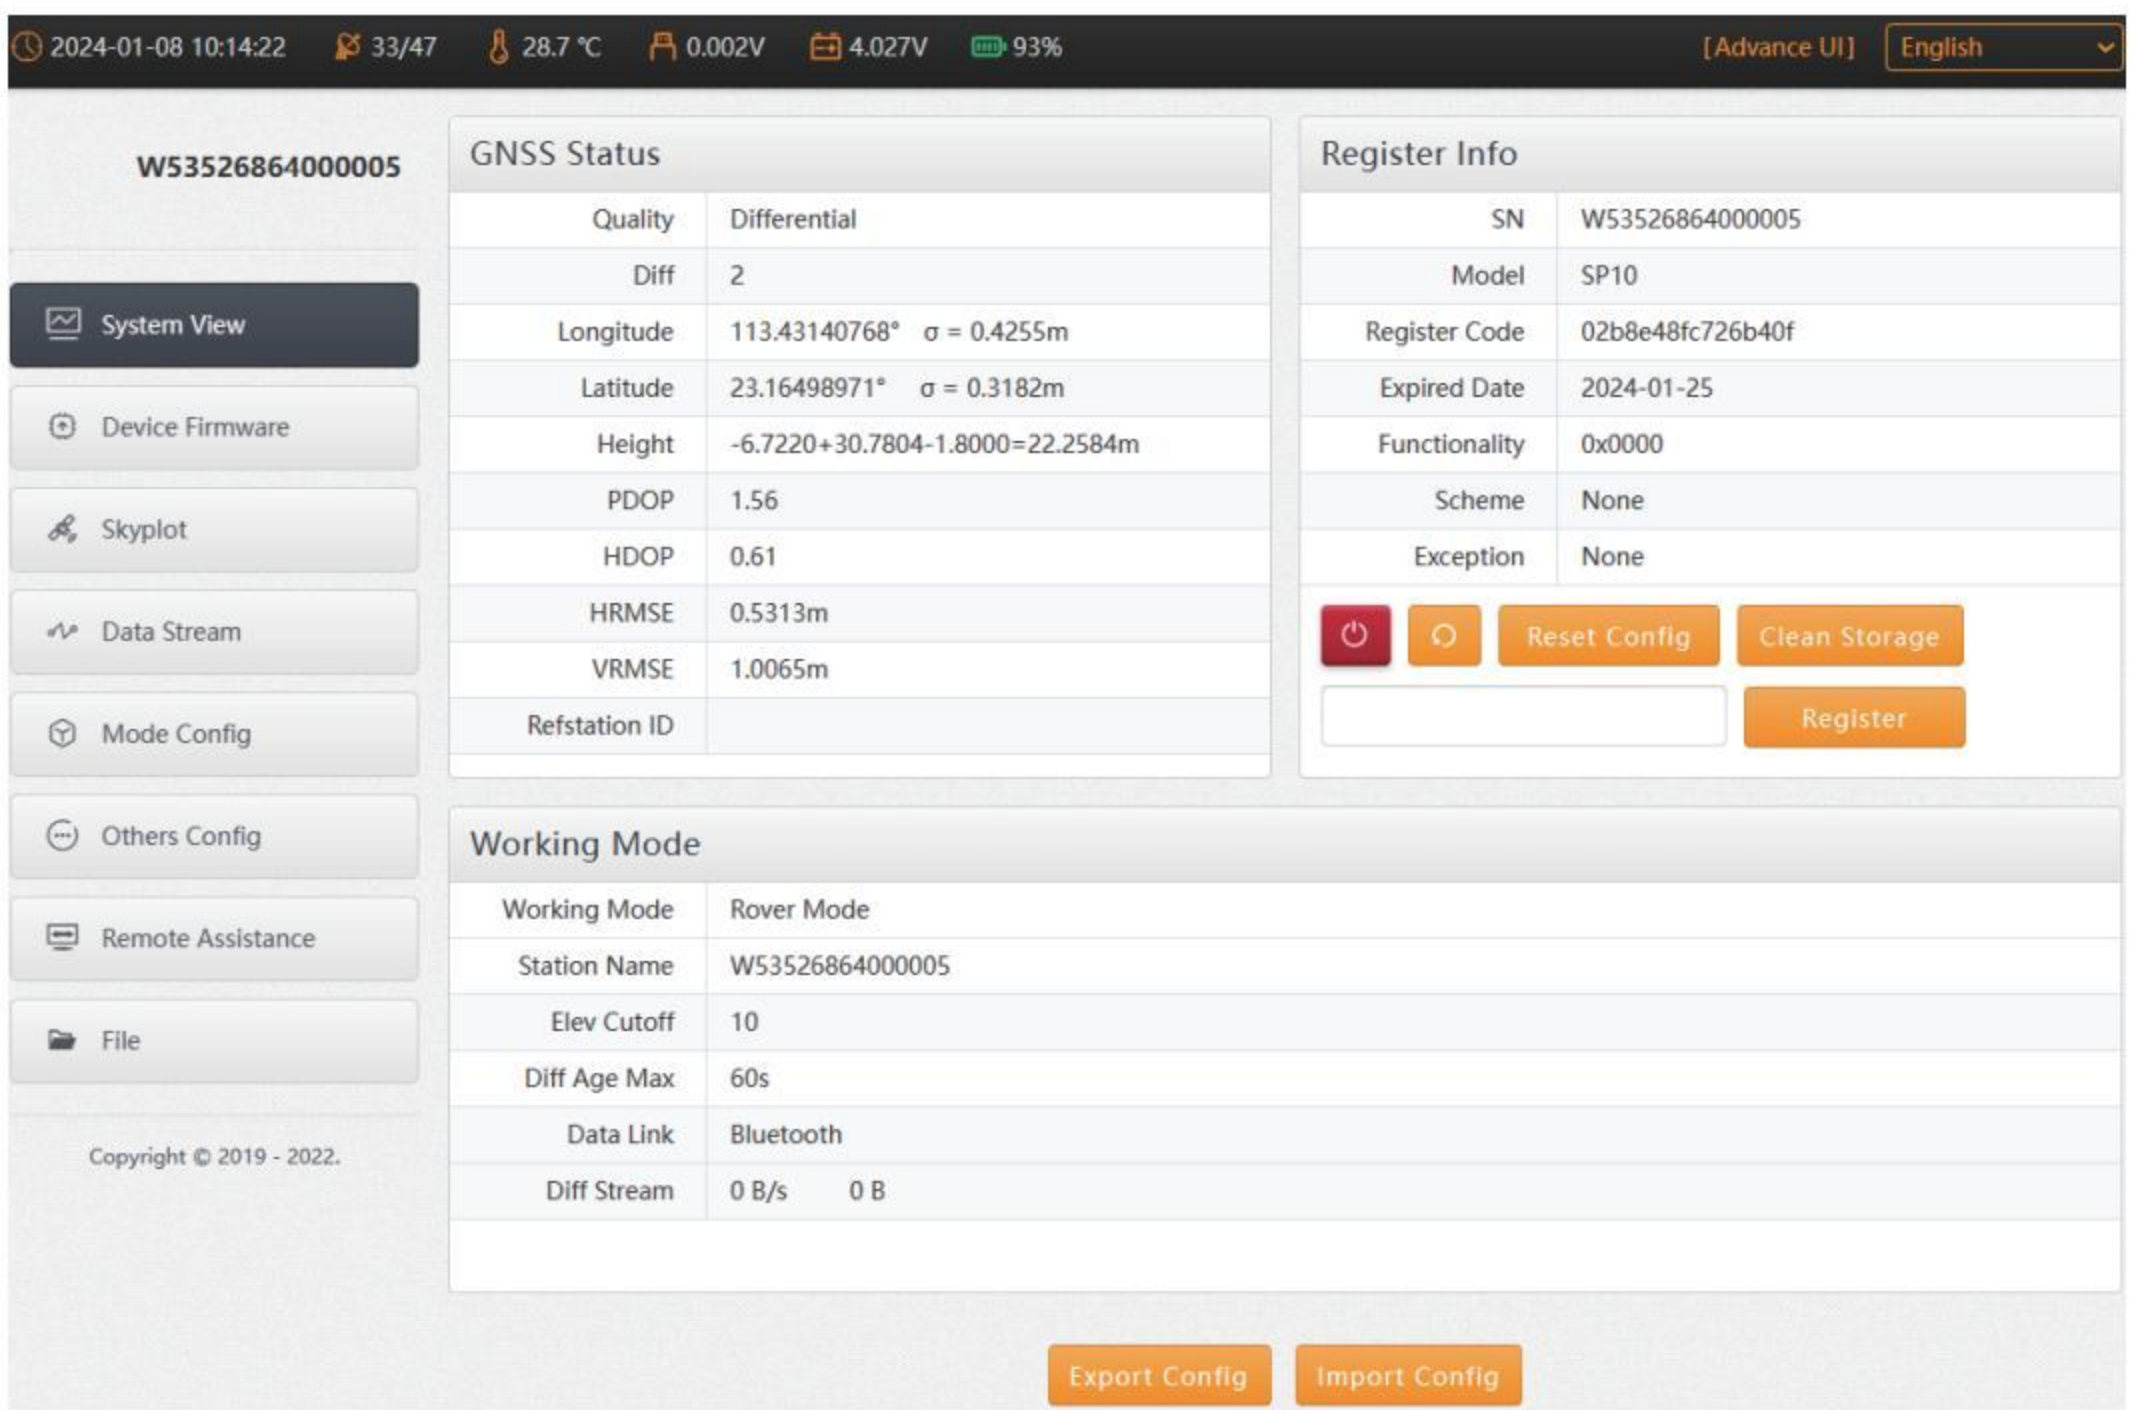 2024-01-08 10:14:22 33/47 28.7 ℃ 0.002V 4.027V 93% [Advance UI] English
W53526864000005
System View
Device Firmware
Skyplot
Data Stream
Mode Config
Others Config
Remote Assistance
File
Copyright © 2019 - 2022.
GNSS Status
Quality Differential
Diff 2
Longitude 113.43140768° σ = 0.4255m
Latitude 23.16498971° σ = 0.3182m
Height -6.7220+30.7804-1.8000=22.2584m
PDOP 1.56
HDOP 0.61
HRMSE 0.5313m
VRMSE 1.0065m
Refstation ID
Register Info
SN W53526864000005
Model SP10
Register Code 02b8e48fc726b40f
Expired Date 2024-01-25
Functionality 0x0000
Scheme None
Exception None
Reset Config Clean Storage
Register
Working Mode
Working Mode Rover Mode
Station Name W53526864000005
Elev Cutoff 10
Diff Age Max 60s
Data Link Bluetooth
Diff Stream 0 B/s 0 B
Export Config Import Config